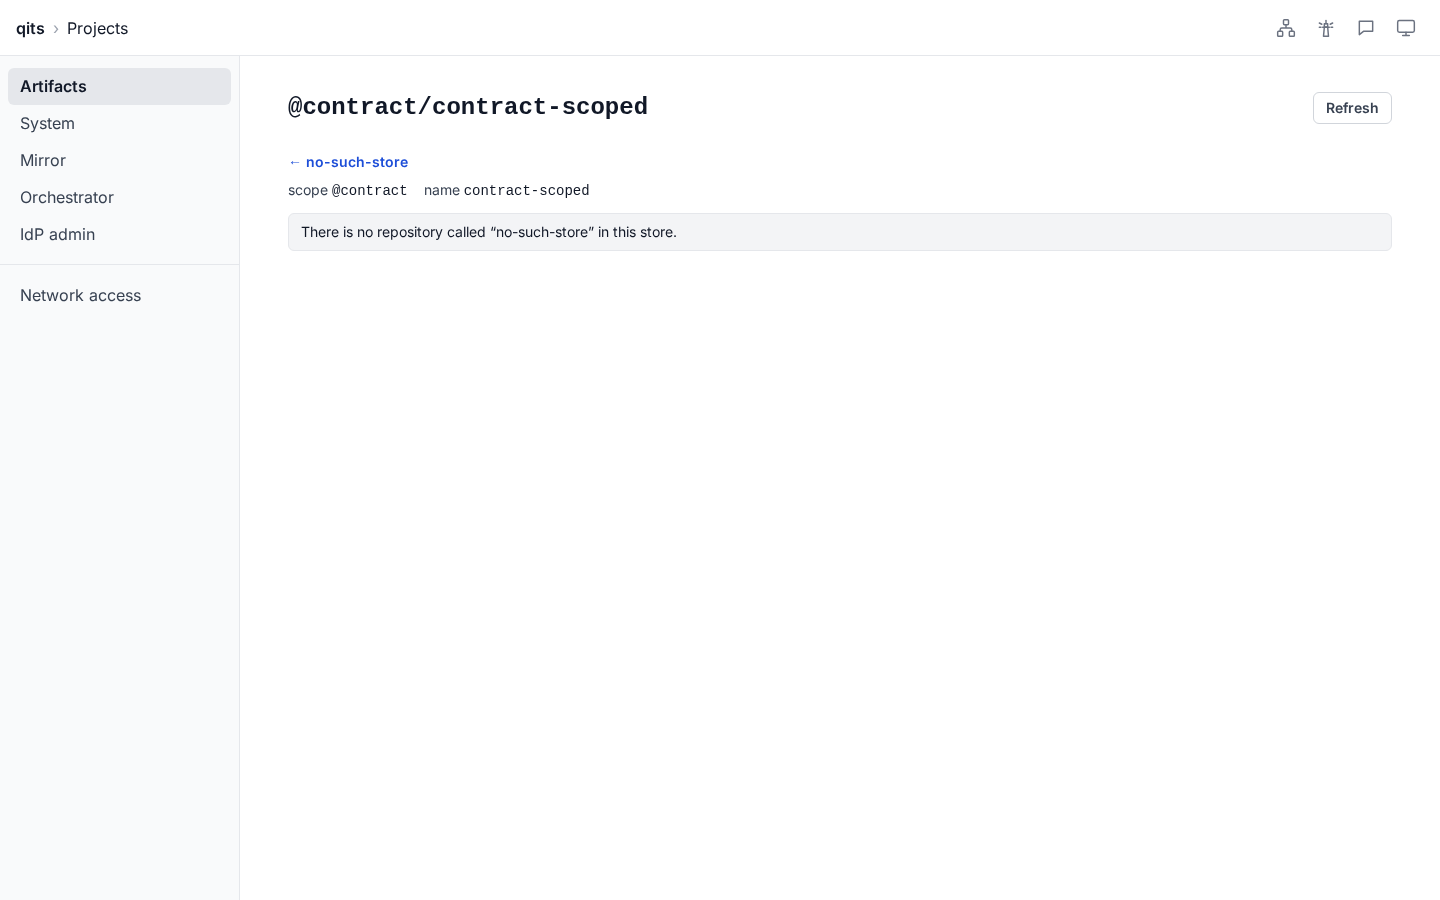 qits › Projects
Artifacts
System
Mirror
Orchestrator
IdP admin
Network access
@contract/contract-scoped
Refresh
← no-such-store
scope @contract name contract-scoped
There is no repository called “no-such-store” in this store.